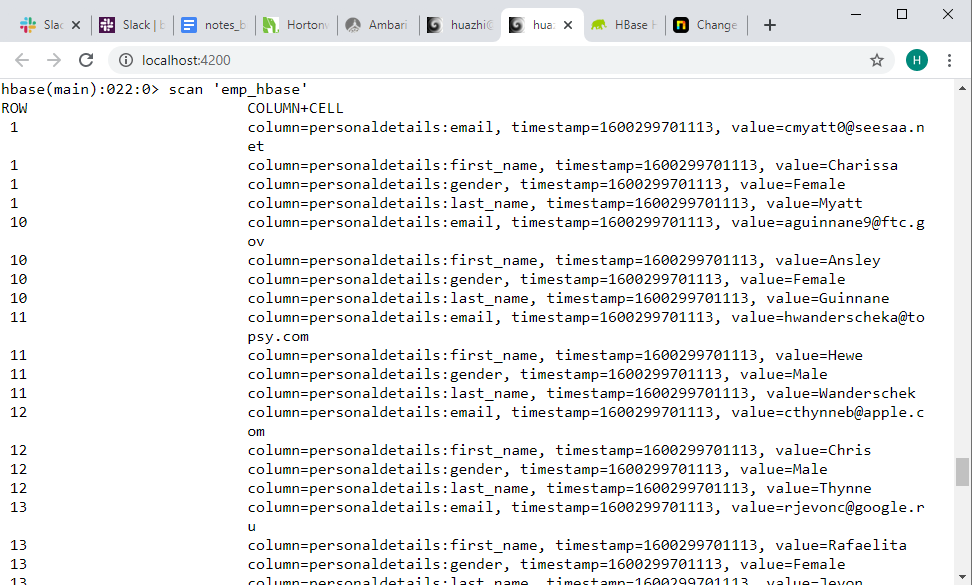 Slac
Slack | b
notes_b
Hortonw
Ambari
huazhi@
hua
HBase H
Change
localhost:4200
H
hbase(main):022:0> scan 'emp_hbase'
ROW COLUMN+CELL
1 column=personaldetails:email, timestamp=1600299701113, value=cmyatt0@seesaa.n
et
1 column=personaldetails:first_name, timestamp=1600299701113, value=Charissa
1 column=personaldetails:gender, timestamp=1600299701113, value=Female
1 column=personaldetails:last_name, timestamp=1600299701113, value=Myatt
10 column=personaldetails:email, timestamp=1600299701113, value=aguinnane9@ftc.g
ov
10 column=personaldetails:first_name, timestamp=1600299701113, value=Ansley
10 column=personaldetails:gender, timestamp=1600299701113, value=Female
10 column=personaldetails:last_name, timestamp=1600299701113, value=Guinnane
11 column=personaldetails:email, timestamp=1600299701113, value=hwanderscheka@to
psy.com
11 column=personaldetails:first_name, timestamp=1600299701113, value=Hewe
11 column=personaldetails:gender, timestamp=1600299701113, value=Male
11 column=personaldetails:last_name, timestamp=1600299701113, value=Wanderschek
12 column=personaldetails:email, timestamp=1600299701113, value=cthynneb@apple.c
om
12 column=personaldetails:first_name, timestamp=1600299701113, value=Chris
12 column=personaldetails:gender, timestamp=1600299701113, value=Male
12 column=personaldetails:last_name, timestamp=1600299701113, value=Thynne
13 column=personaldetails:email, timestamp=1600299701113, value=rjevonc@google.r
u
13 column=personaldetails:first_name, timestamp=1600299701113, value=Rafaelita
13 column=personaldetails:gender, timestamp=1600299701113, value=Female
13 column=personaldetails:last_name, timestamp=1600299701113, value=Jevon